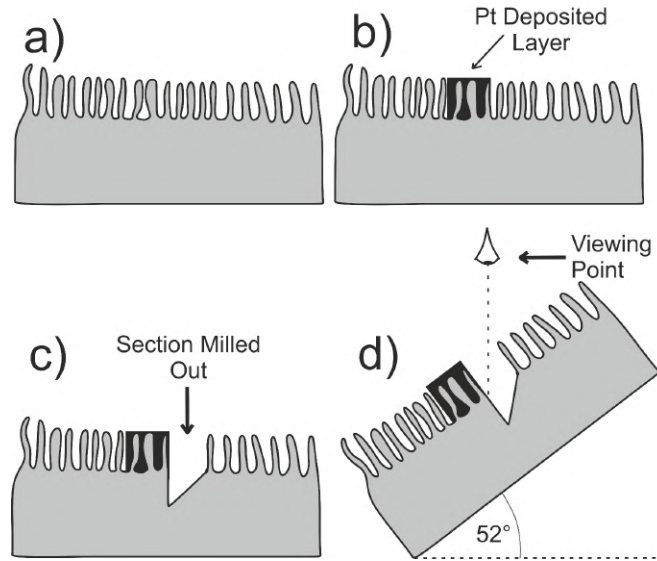 a)
b)
Pt Deposited
Layer
Viewing
Point
c)
Section Milled
Out
d)
52°